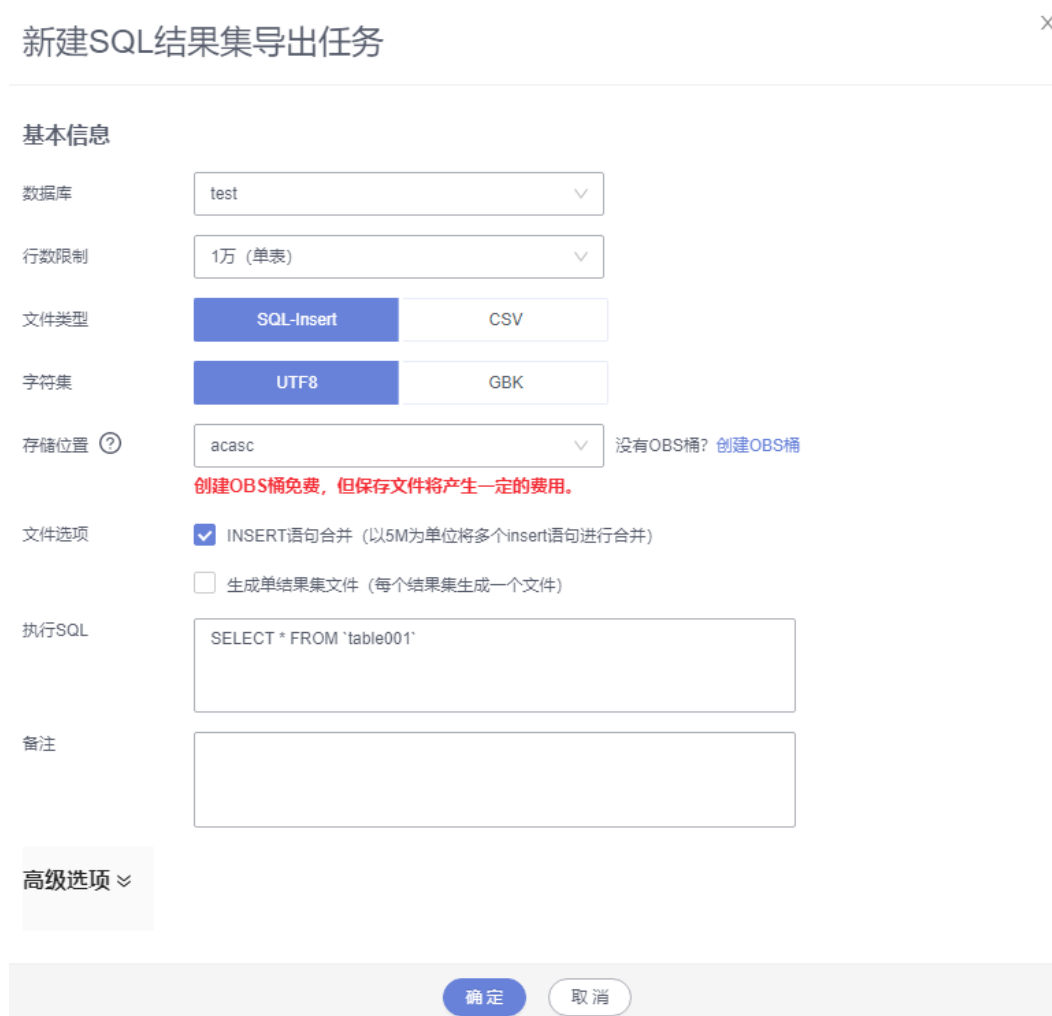 新建SQL结果集导出任务
基本信息
数据库 test
行数限制 1万（单表）
文件类型 SQL-Insert CSV
字符集 UTF8 GBK
存储位置 ? acasc 没有OBS桶？创建OBS桶
创建OBS桶免费，但保存文件将产生一定的费用。
文件选项 INSERT语句合并（以5M为单位将多个insert语句进行合并）
生成单结果集文件（每个结果集生成一个文件）
执行SQL SELECT * FROM `table001`
备注
高级选项
确定 取消